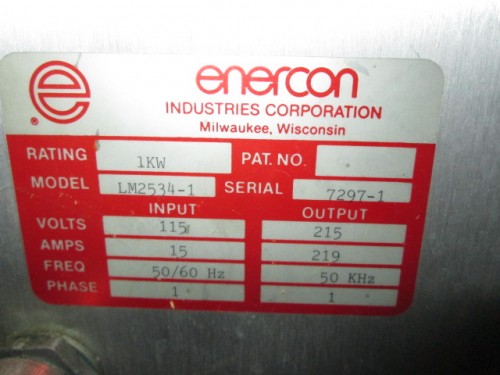 e
®
enercon
INDUSTRIES CORPORATION
Milwaukee, Wisconsin
RATING 1KW PAT. NO.
MODEL LM2534-1 SERIAL 7297-1
INPUT OUTPUT
VOLTS 115 215
AMPS 15 219
FREQ 50/60 Hz 50 KHz
PHASE 1 1